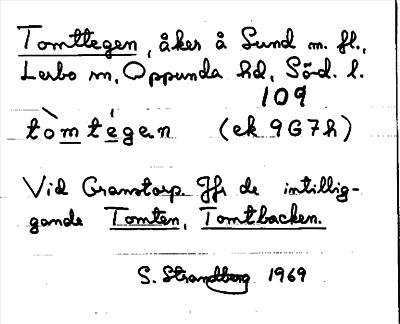 Tomttegen, åker å Sund m. fl.,
Lerbo sn, Oppunda hd, Söd. l.
109
tòmtégen (ek 9G7h)
Vid Granstorp. Jfr de intillig-
gande Tomten, Tomtbacken.
S. Strandberg 1969